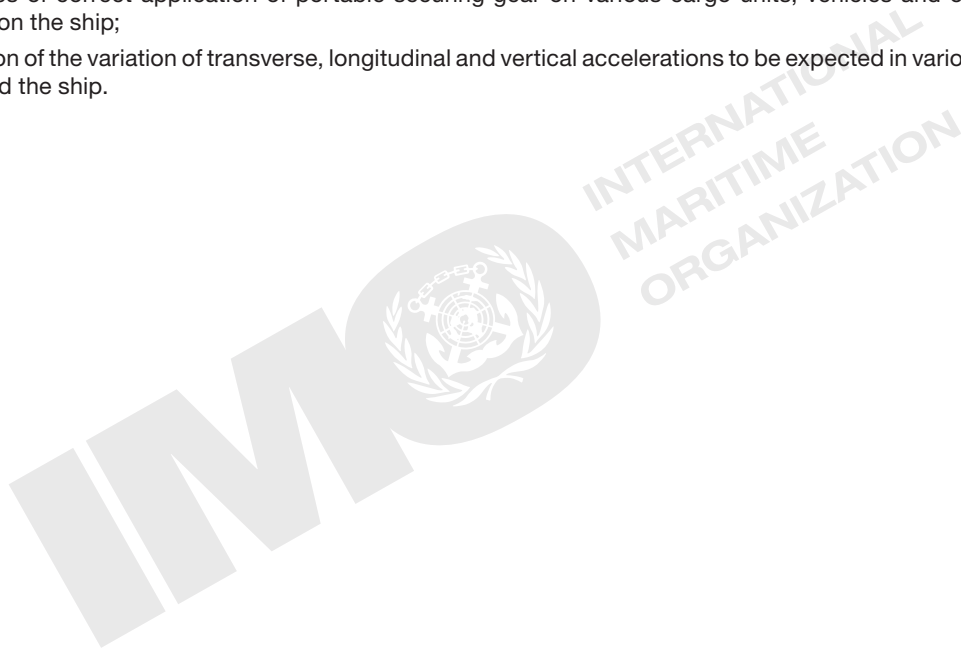 es of correct application of portable securing gear on various cargo units, vehicles and o
on the ship;
on of the variation of transverse, longitudinal and vertical accelerations to be expected in vario
d the ship.
INTERNATIONAL
MARITIME
ORGANIZATION
IMO